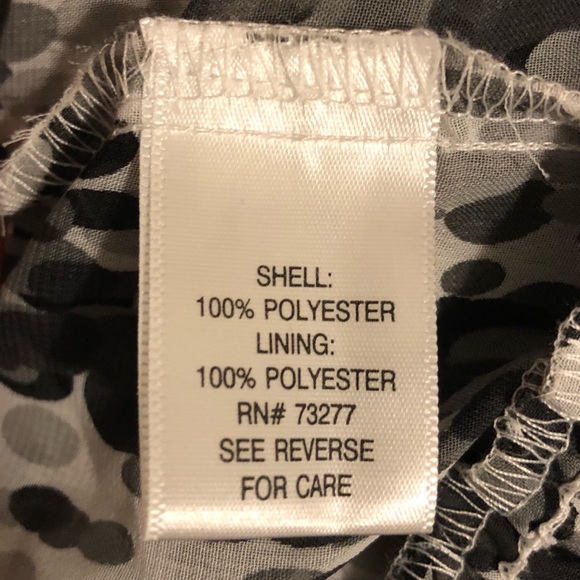 SHELL:
100% POLYESTER
LINING:
100% POLYESTER
RN# 73277
SEE REVERSE
FOR CARE